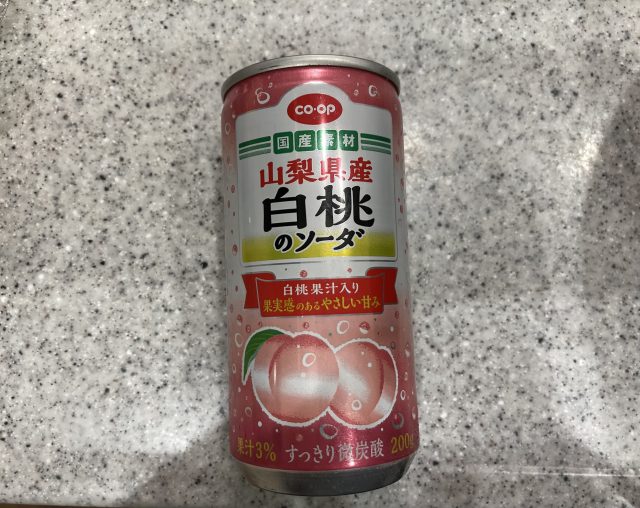 co·op
国産素材
山梨県産
白桃
のソーダ
白桃果汁入り
果実感のあるやさしい甘み
果汁3% すっきり微炭酸 200g